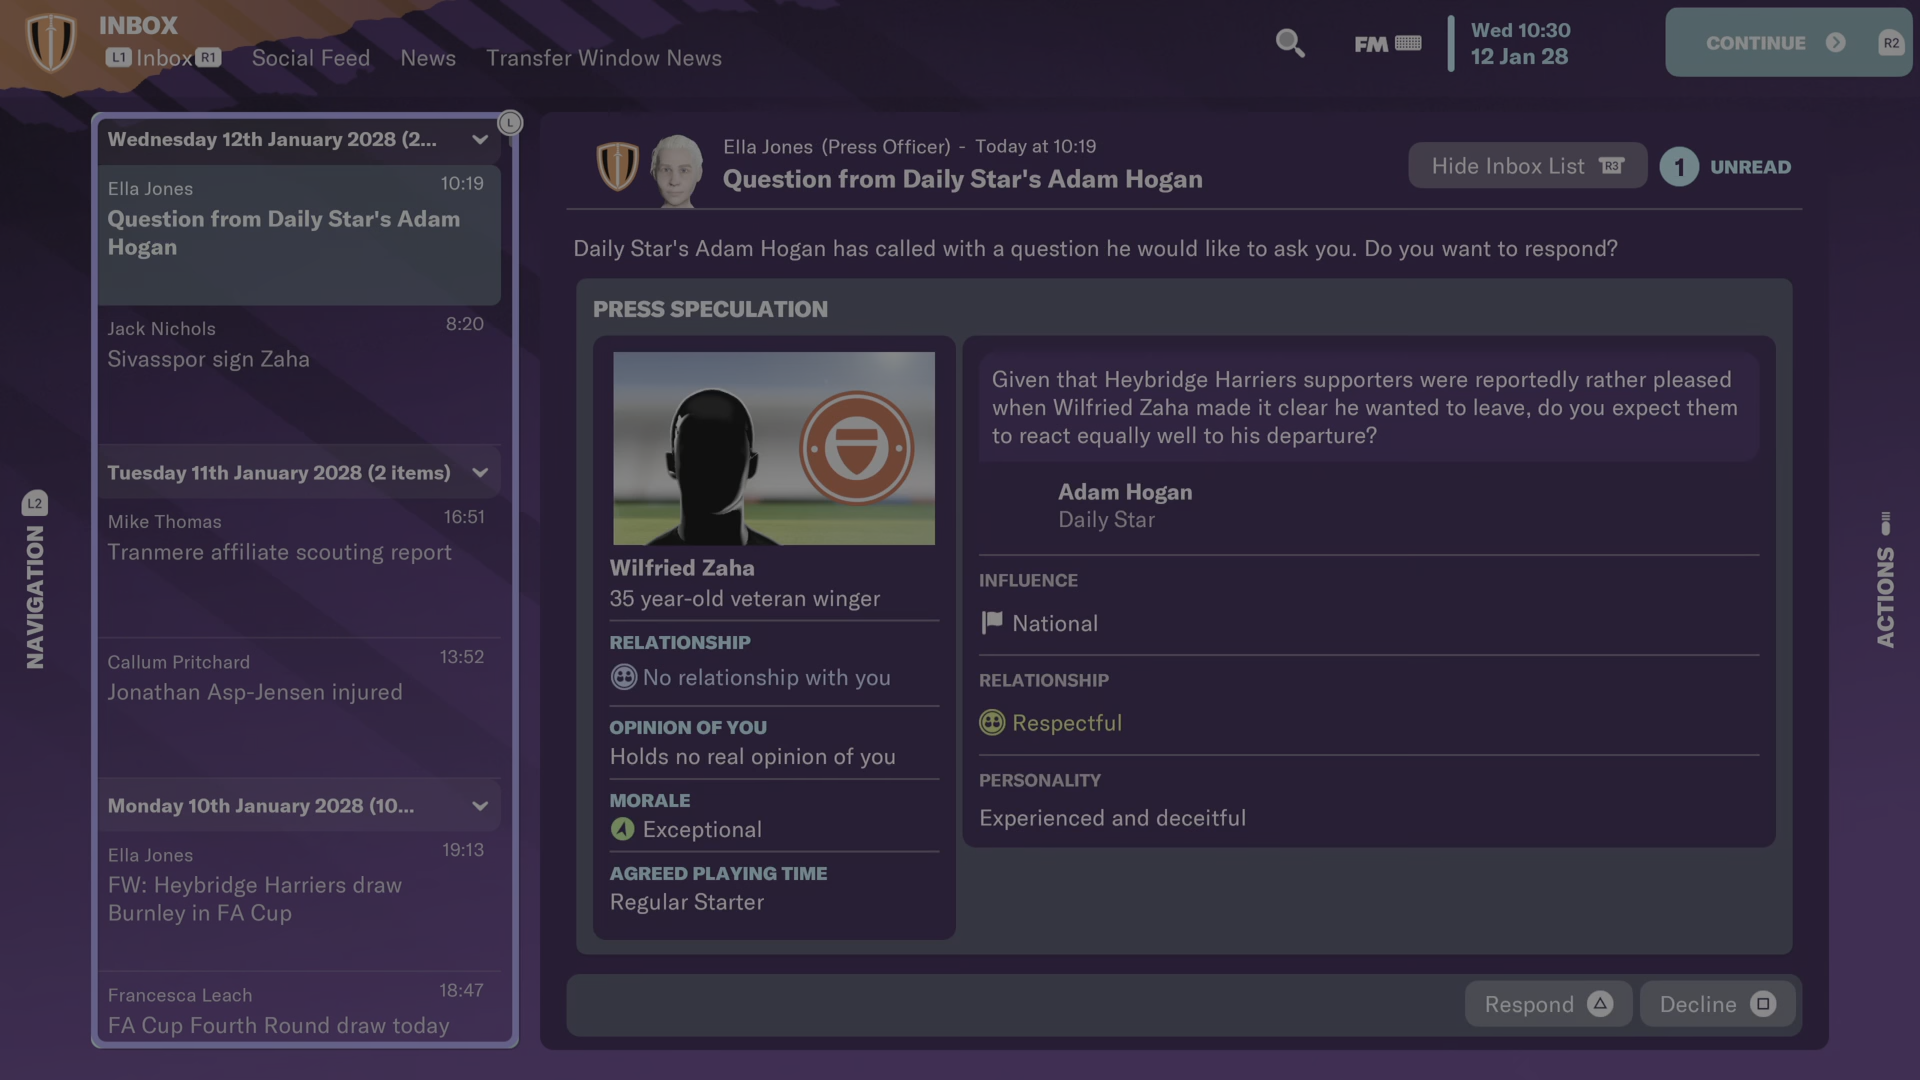 INBOX
L1 Inbox R1 Social Feed News Transfer Window News
FM
Wed 10:30
12 Jan 28
CONTINUE R2
L2
NAVIGATION
L
Wednesday 12th January 2028 (2...
Ella Jones 10:19
Question from Daily Star's Adam
Hogan
Jack Nichols 8:20
Sivasspor sign Zaha
Tuesday 11th January 2028 (2 items)
Mike Thomas 16:51
Tranmere affiliate scouting report
Callum Pritchard 13:52
Jonathan Asp-Jensen injured
Monday 10th January 2028 (10...
Ella Jones 19:13
FW: Heybridge Harriers draw
Burnley in FA Cup
Francesca Leach 18:47
FA Cup Fourth Round draw today
Ella Jones (Press Officer) - Today at 10:19
Question from Daily Star's Adam Hogan
Hide Inbox List R3
1 UNREAD
Daily Star's Adam Hogan has called with a question he would like to ask you. Do you want to respond?
PRESS SPECULATION
Wilfried Zaha
35 year-old veteran winger
RELATIONSHIP
No relationship with you
OPINION OF YOU
Holds no real opinion of you
MORALE
Exceptional
AGREED PLAYING TIME
Regular Starter
Given that Heybridge Harriers supporters were reportedly rather pleased
when Wilfried Zaha made it clear he wanted to leave, do you expect them
to react equally well to his departure?
Adam Hogan
Daily Star
INFLUENCE
National
RELATIONSHIP
Respectful
PERSONALITY
Experienced and deceitful
Respond
Decline
ACTIONS